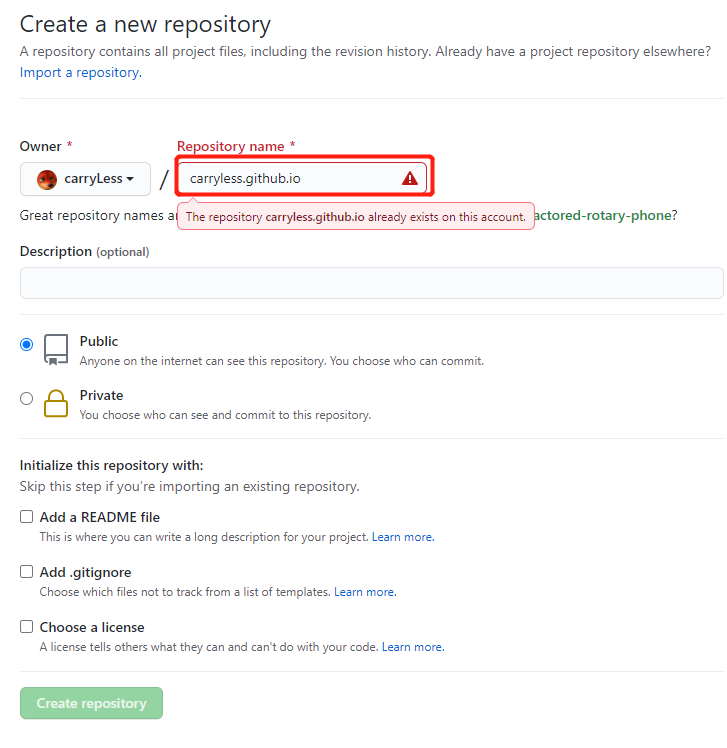 Create a new repository
A repository contains all project files, including the revision history. Already have a project repository elsewhere?
Import a repository.
Owner *
Repository name *
carryLess
/
carryless.github.io
Great repository names a
actored-rotary-phone?
The repository carryless.github.io already exists on this account.
Description (optional)
Public
Anyone on the internet can see this repository. You choose who can commit.
Private
You choose who can see and commit to this repository.
Initialize this repository with:
Skip this step if you’re importing an existing repository.
Add a README file
This is where you can write a long description for your project. Learn more.
Add .gitignore
Choose which files not to track from a list of templates. Learn more.
Choose a license
A license tells others what they can and can't do with your code. Learn more.
Create repository